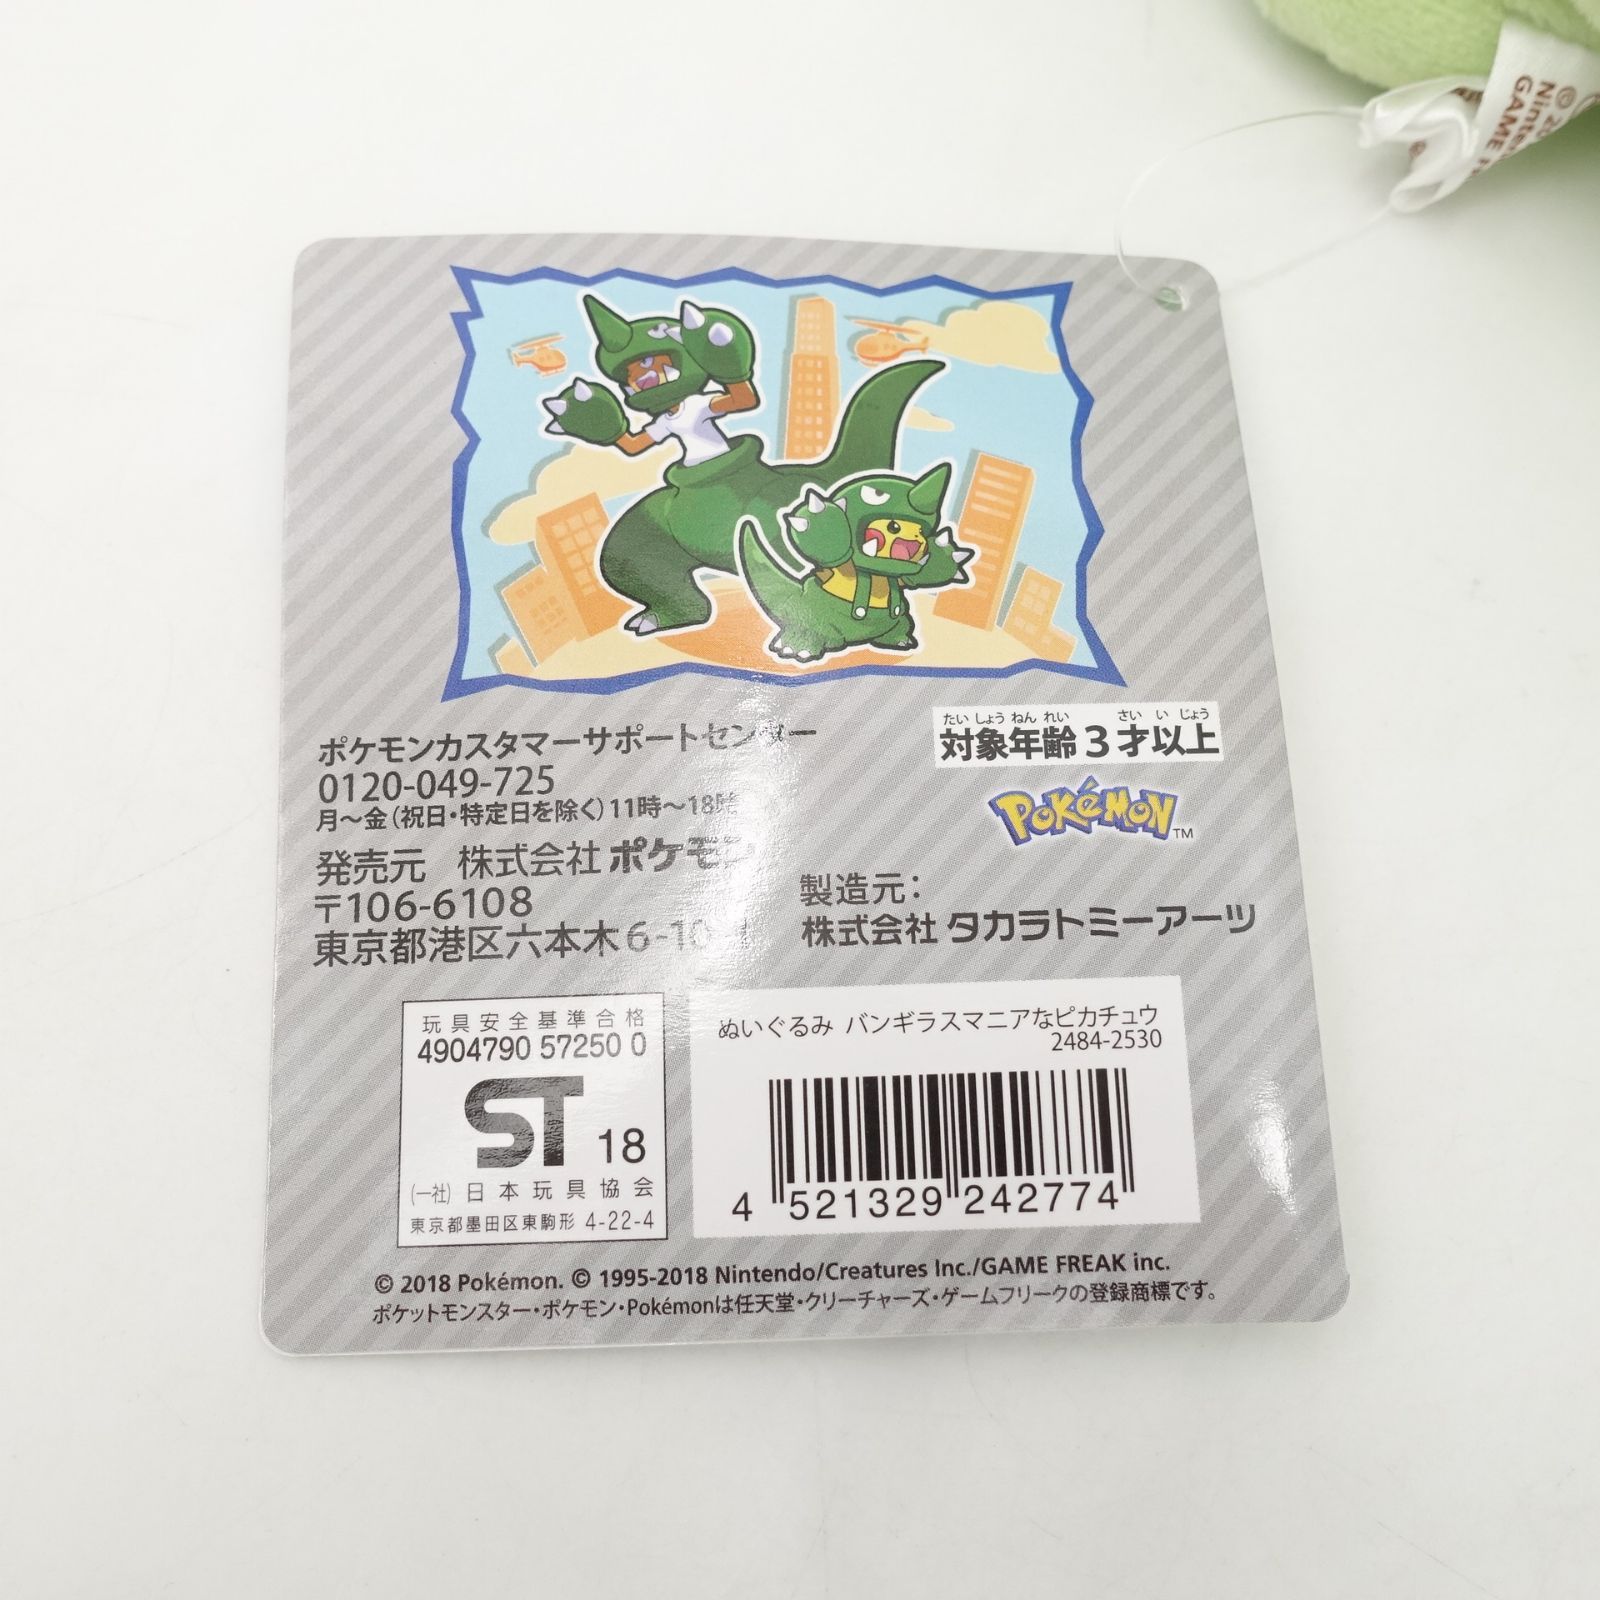 © 20
Ninten
GAME F
ポケモンカスタマーサポートセンター
0120-049-725
月〜金(祝日・特定日を除く)11時〜18時
発売元 株式会社 ポケモン
〒106-6108
東京都港区六本木6-10-1
たいしょうねんれい さいいじょう
対象年齢3才以上
POKéMON TM
製造元:
株式会社 タカラトミーアーツ
玩具安全基準合格
4904790 57250 0
ST 18
(一社) 日本玩具協会
東京都墨田区東駒形 4-22-4
ぬいぐるみ バンギラスマニアなピカチュウ
2484-2530
4 521329 242774
© 2018 Pokémon. © 1995-2018 Nintendo/Creatures Inc./GAME FREAK inc.
ポケットモンスター・ポケモン・Pokémonは任天堂・クリーチャーズ・ゲームフリークの登録商標です。